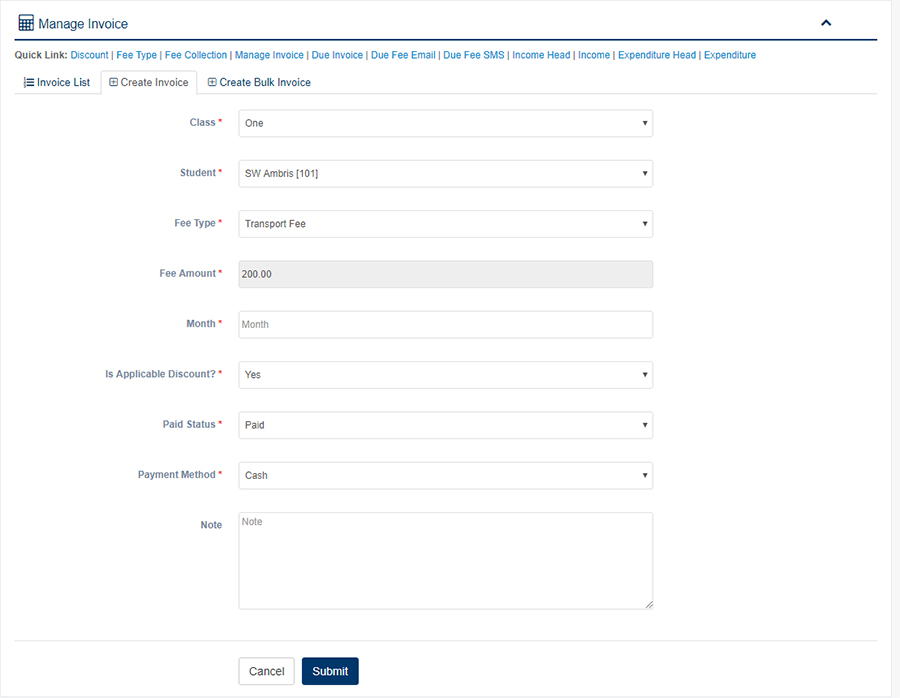 Manage Invoice
Quick Link: Discount | Fee Type | Fee Collection | Manage Invoice | Due Invoice | Due Fee Email | Due Fee SMS | Income Head | Income | Expenditure Head | Expenditure
Invoice List Create Invoice Create Bulk Invoice
Class * One
Student * SW Ambris [101]
Fee Type * Transport Fee
Fee Amount * 200.00
Month * Month
Is Applicable Discount? * Yes
Paid Status * Paid
Payment Method * Cash
Note Note
Cancel Submit